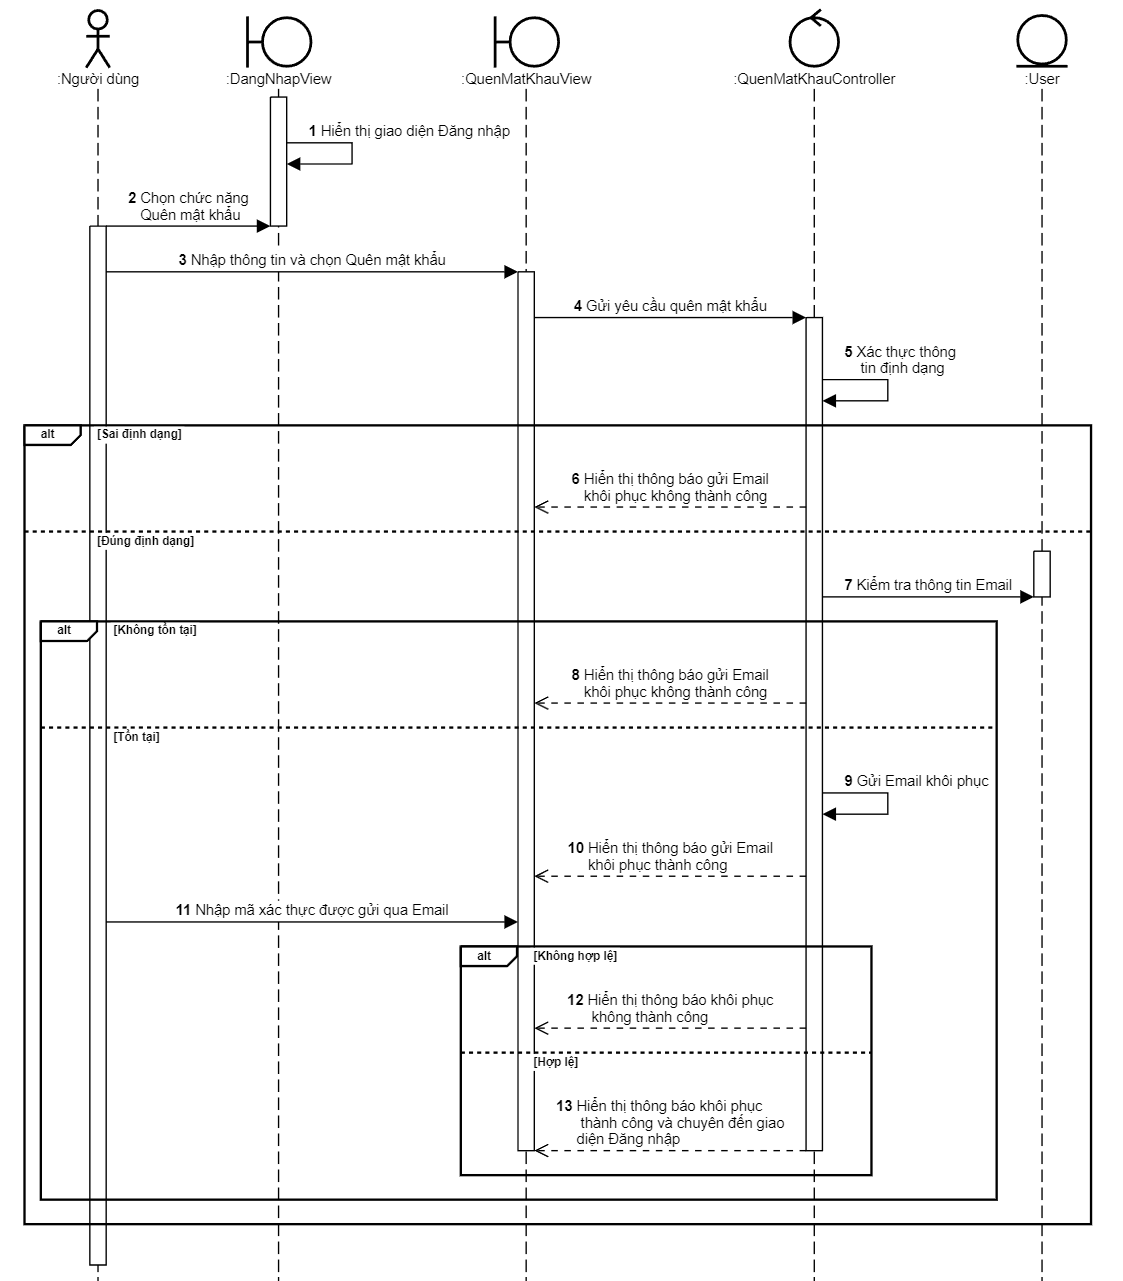 :Người dùng
:DangNhapView
:QuenMatKhauView
:QuenMatKhauController
:User
1 Hiển thị giao diện Đăng nhập
2 Chọn chức năng
Quên mật khẩu
3 Nhập thông tin và chọn Quên mật khẩu
4 Gửi yêu cầu quên mật khẩu
5 Xác thực thông
tin định dạng
alt
[Sai định dạng]
6 Hiển thị thông báo gửi Email
khôi phục không thành công
[Đúng định dạng]
7 Kiểm tra thông tin Email
alt
[Không tồn tại]
8 Hiển thị thông báo gửi Email
khôi phục không thành công
[Tồn tại]
9 Gửi Email khôi phục
10 Hiển thị thông báo gửi Email
khôi phục thành công
11 Nhập mã xác thực được gửi qua Email
alt
[Không hợp lệ]
12 Hiển thị thông báo khôi phục
không thành công
[Hợp lệ]
13 Hiển thị thông báo khôi phục
thành công và chuyên đến giao
diện Đăng nhập